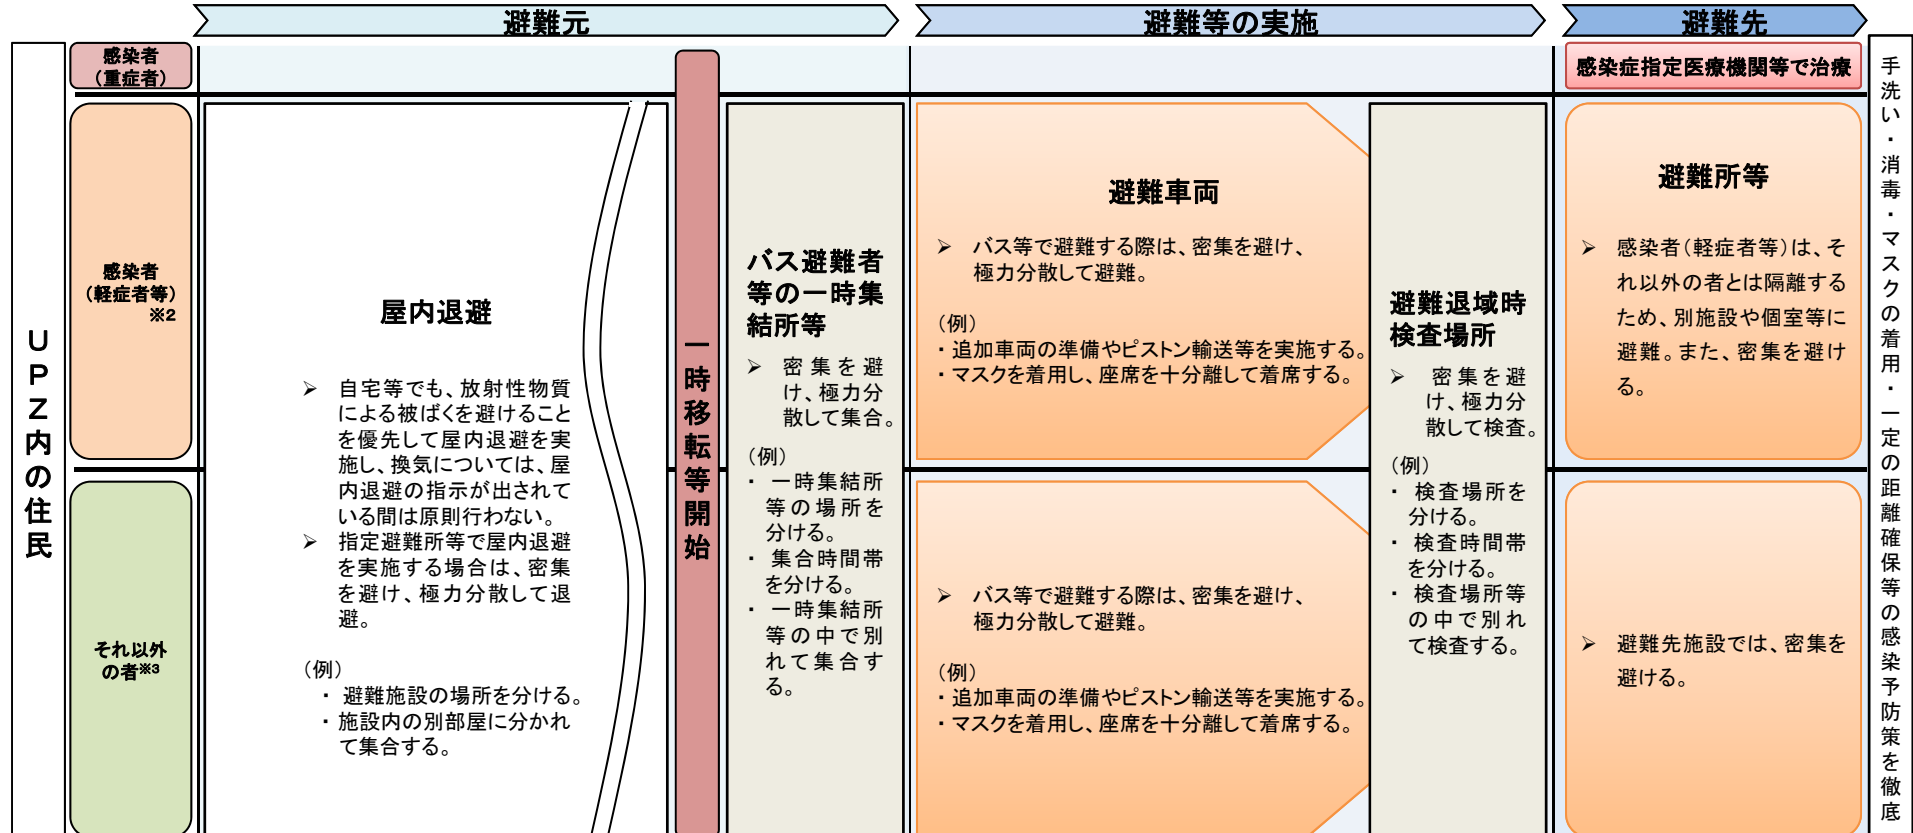 避難元
避難等の実施
避難先
UPZ内の住民
感染者
（重症者）
感染症指定医療機関等で治療
感染者
（軽症者等）
※2
それ以外
の者※3
屋内退避
➢ 自宅等でも、放射性物質
による被ばくを避けること
を優先して屋内退避を実
施し、換気については、屋
内退避の指示が出されて
いる間は原則行わない。
➢ 指定避難所等で屋内退避
を実施する場合は、密集
を避け、極力分散して退
避。
（例）
・ 避難施設の場所を分ける。
・ 施設内の別部屋に分かれ
て集合する。
一時移転等開始
バス避難者
等の一時集
結所等
➢ 密集を避
け、極力分
散して集合。
（例）
・ 一時集結所
等の場所を
分ける。
・ 集合時間帯
を分ける。
・ 一時集結所
等の中で別
れて集合す
る。
避難車両
➢ バス等で避難する際は、密集を避け、
極力分散して避難。
（例）
・追加車両の準備やピストン輸送等を実施する。
・マスクを着用し、座席を十分離して着席する。
➢ バス等で避難する際は、密集を避け、
極力分散して避難。
（例）
・追加車両の準備やピストン輸送等を実施する。
・マスクを着用し、座席を十分離して着席する。
避難退域時
検査場所
➢ 密集を避
け、極力分
散して検査。
（例）
・ 検査場所を
分ける。
・ 検査時間帯
を分ける。
・ 検査場所等
の中で別れ
て検査する。
避難所等
➢ 感染者（軽症者等）は、そ
れ以外の者とは隔離する
ため、別施設や個室等に
避難。また、密集を避け
る。
➢ 避難先施設では、密集を
避ける。
手洗い・消毒・マスクの着用・一定の距離確保等の感染予防策を徹底